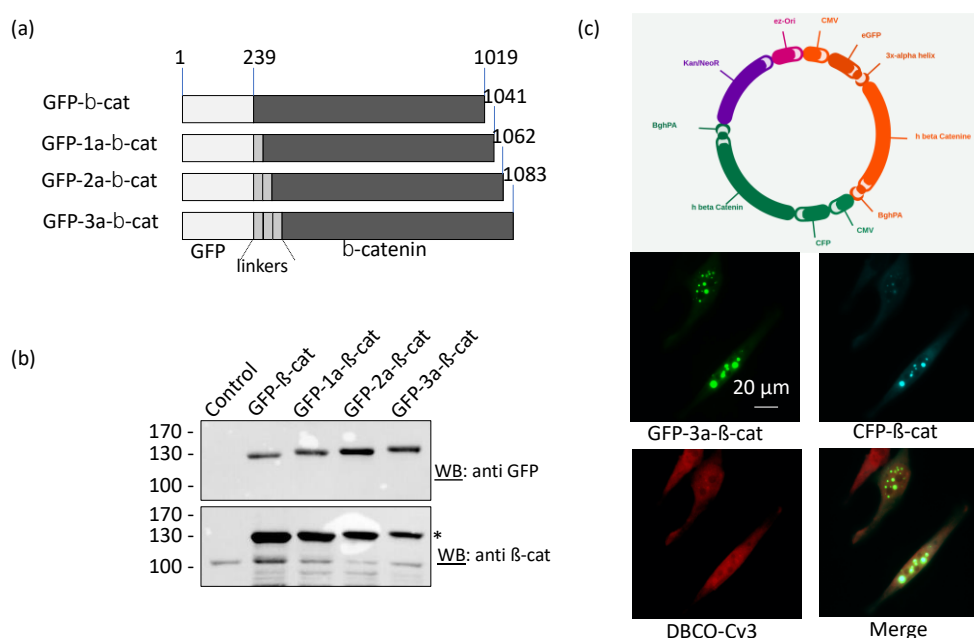 (a)
1 239 1019
GFP-b-cat
1041
GFP-1a-b-cat
1062
GFP-2a-b-cat
1083
GFP-3a-b-cat
GFP linkers b-catenin
(b)
Control
GFP-ß-cat
GFP-1a-ß-cat
GFP-2a-ß-cat
GFP-3a-ß-cat
170 -
130 -
100 -
WB: anti GFP
170 -
130 -
100 -
*
WB: anti ß-cat
(c)
ez-Ori
CMV
eGFP
3x-alpha helix
Kan/NeoR
BghPA
h beta Catenine
h beta Catenin
BghPA
CMV
CFP
20 µm
GFP-3a-ß-cat
CFP-ß-cat
DBCO-Cy3
Merge